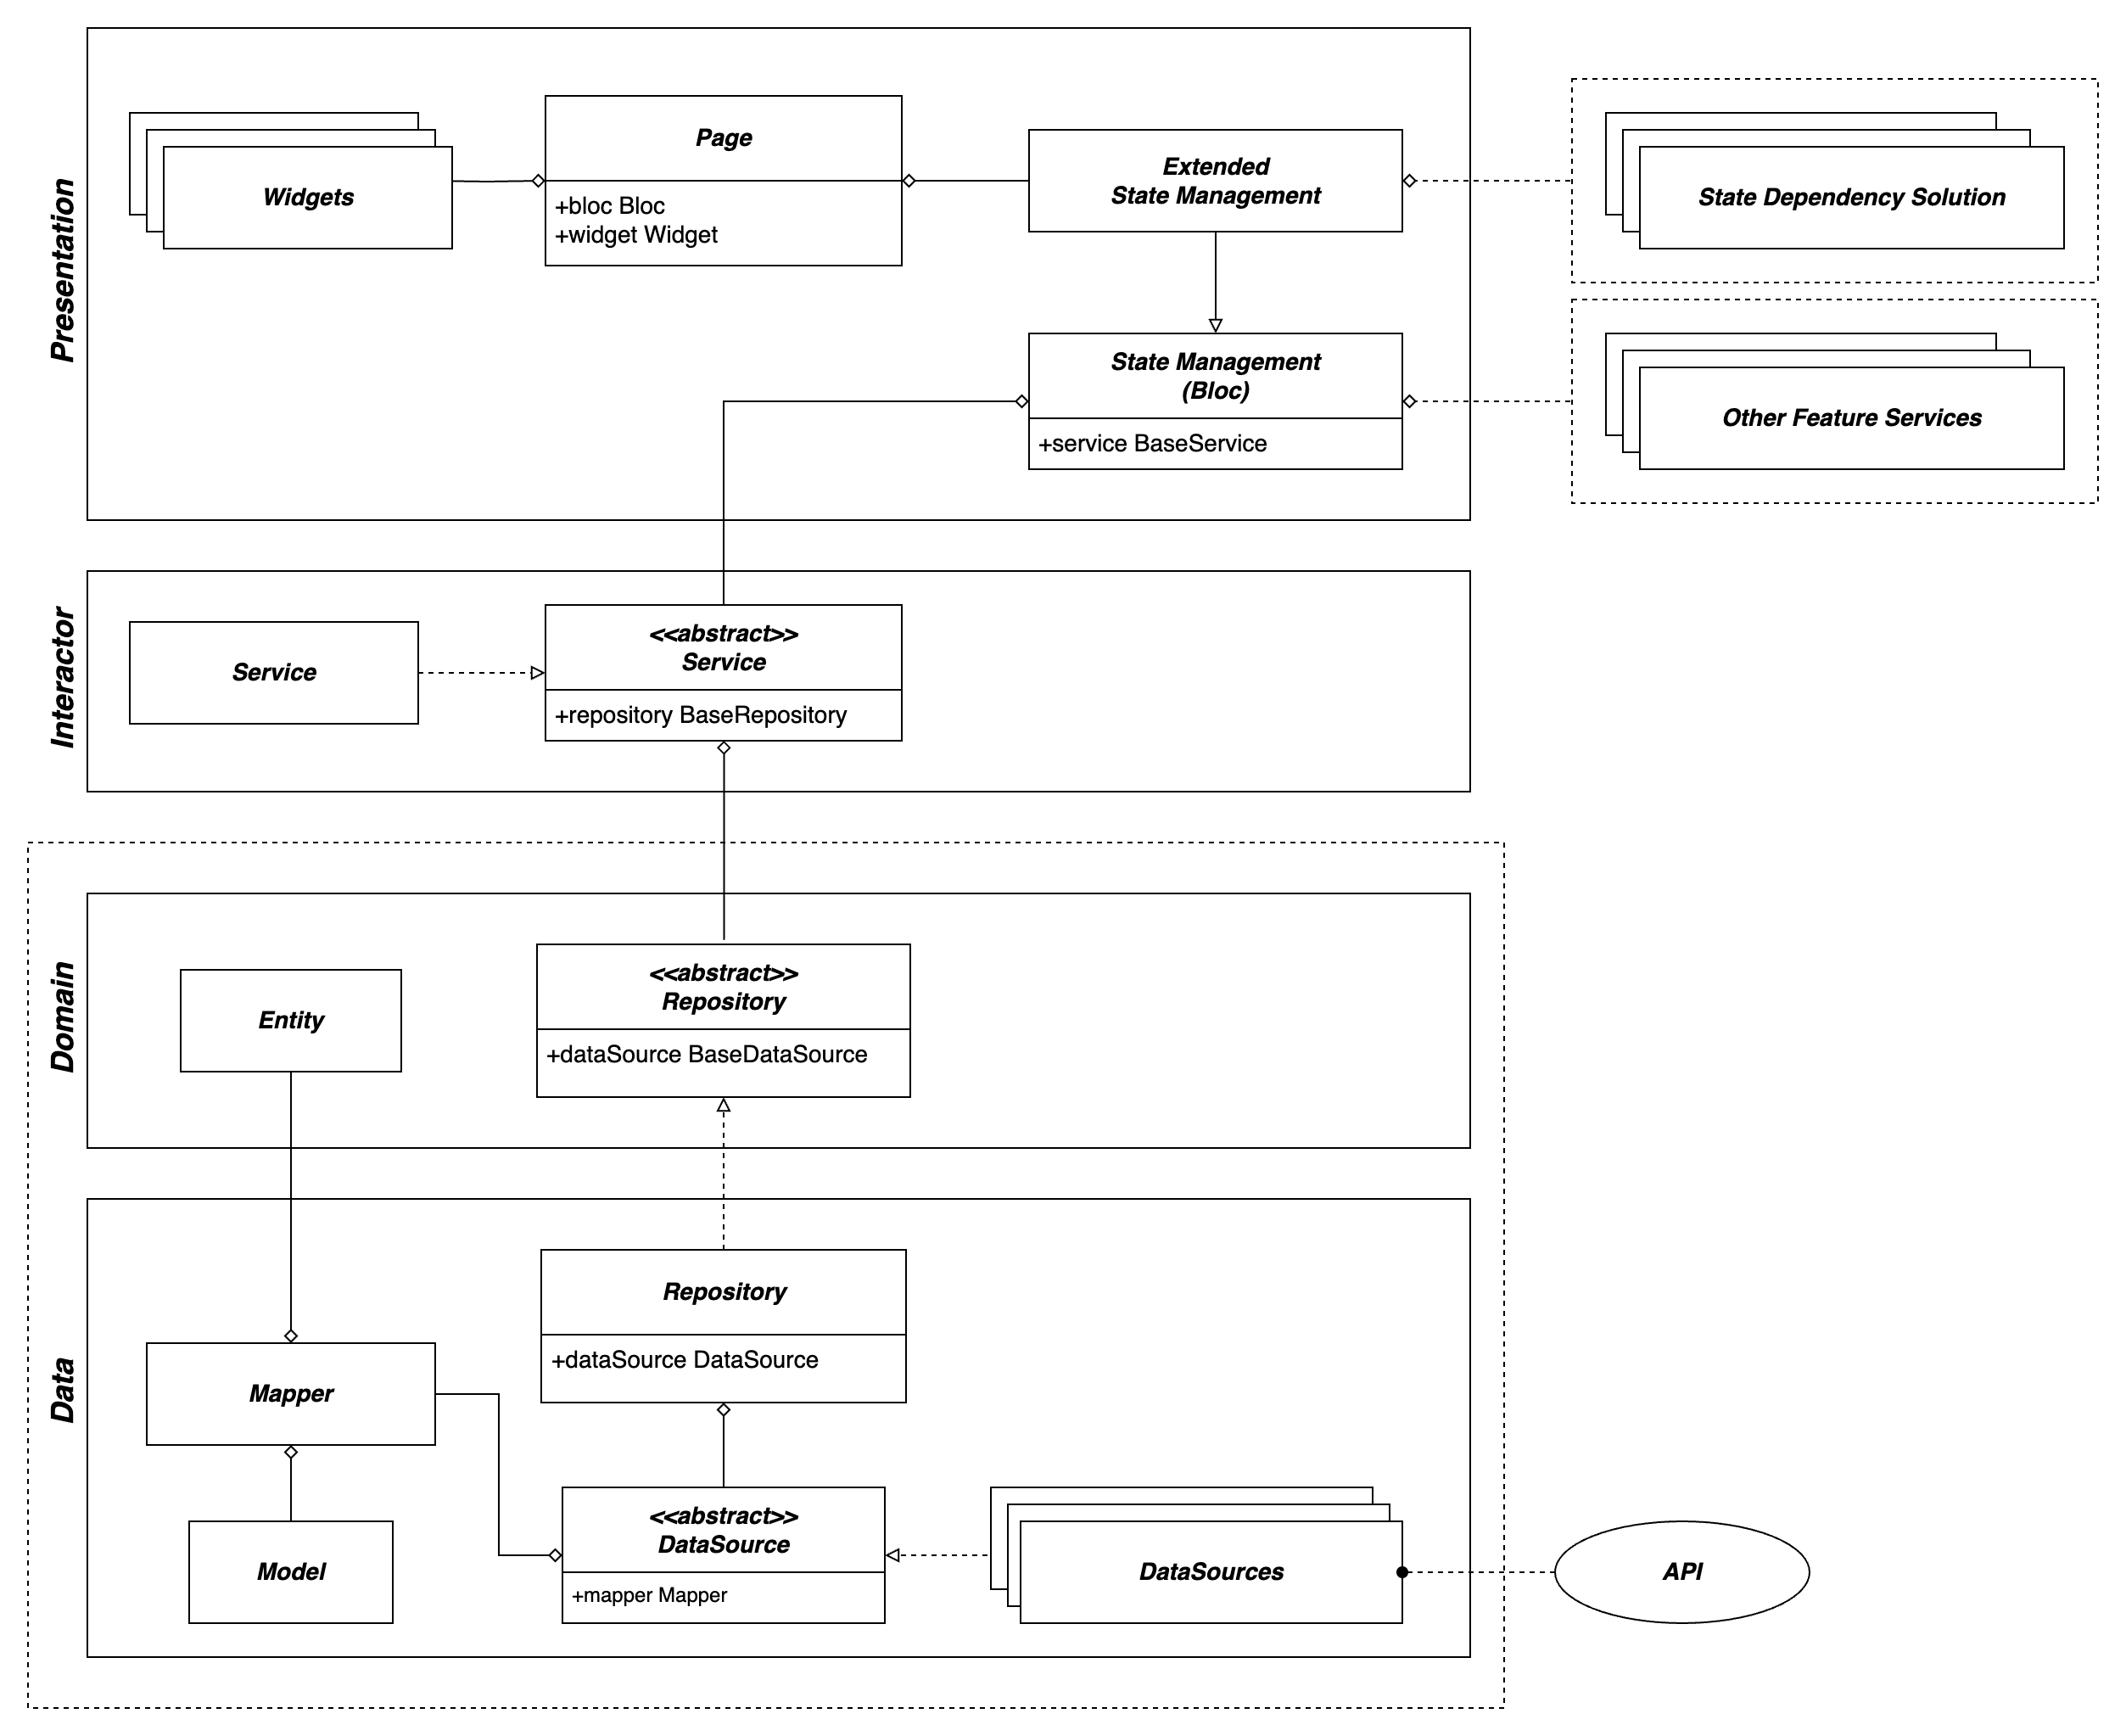 Presentation
Widgets
Page
+bloc Bloc
+widget Widget
Extended
State Management
State Dependency Solution
State Management
(Bloc)
+service BaseService
Other Feature Services
Interactor
Service
<<abstract>>
Service
+repository BaseRepository
Domain
Entity
<<abstract>>
Repository
+dataSource BaseDataSource
Data
Repository
+dataSource DataSource
Mapper
Model
<<abstract>>
DataSource
+mapper Mapper
DataSources
API